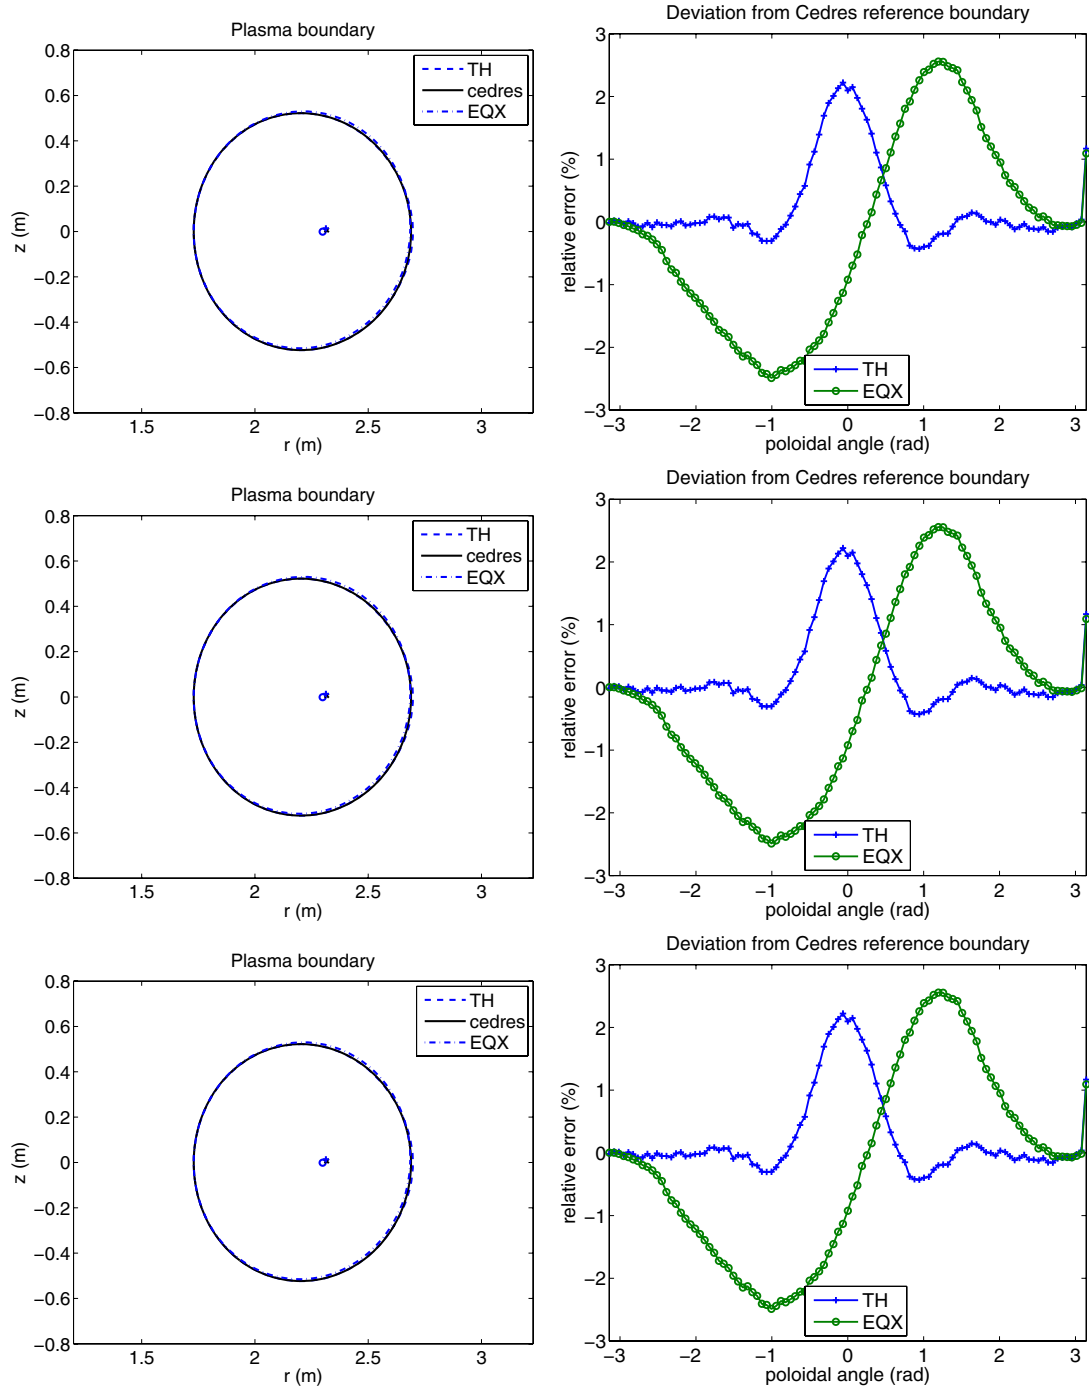 Plasma boundary
0.8
0.6
0.4
0.2
0
−0.2
−0.4
−0.6
−0.8
z (m)
1.5 2 2.5 3
r (m)
TH
cedres
EQX
Deviation from Cedres reference boundary
3
2
1
0
−1
−2
−3
relative error (%)
−3 −2 −1 0 1 2 3
poloidal angle (rad)
TH
EQX
Plasma boundary
0.8
0.6
0.4
0.2
0
−0.2
−0.4
−0.6
−0.8
z (m)
1.5 2 2.5 3
r (m)
TH
cedres
EQX
Deviation from Cedres reference boundary
3
2
1
0
−1
−2
−3
relative error (%)
−3 −2 −1 0 1 2 3
poloidal angle (rad)
TH
EQX
Plasma boundary
0.8
0.6
0.4
0.2
0
−0.2
−0.4
−0.6
−0.8
z (m)
1.5 2 2.5 3
r (m)
TH
cedres
EQX
Deviation from Cedres reference boundary
3
2
1
0
−1
−2
−3
relative error (%)
−3 −2 −1 0 1 2 3
poloidal angle (rad)
TH
EQX